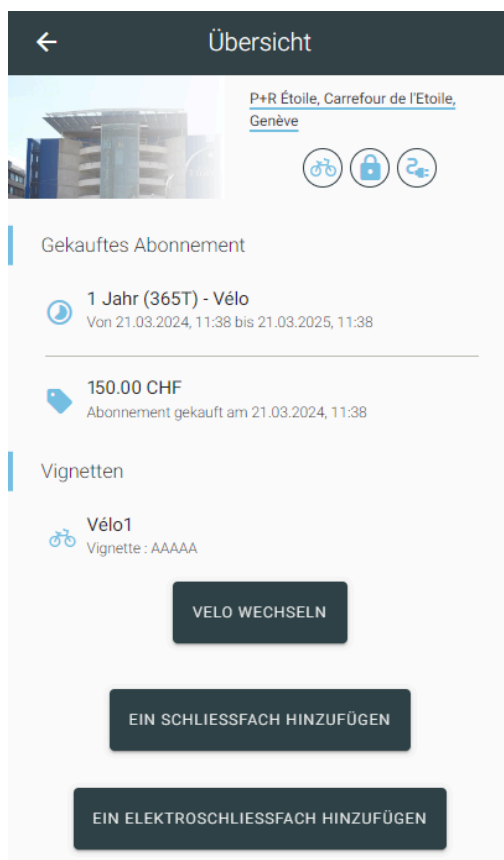 Übersicht
P+R Étoile, Carrefour de l'Etoile,
Genève
Gekauftes Abonnement
1 Jahr (365T) - Vélo
Von 21.03.2024, 11:38 bis 21.03.2025, 11:38
150.00 CHF
Abonnement gekauft am 21.03.2024, 11:38
Vignetten
Vélo1
Vignette : AAAAA
VELO WECHSELN
EIN SCHLIESSFACH HINZUFÜGEN
EIN ELEKTROSCHLIESSFACH HINZUFÜGEN